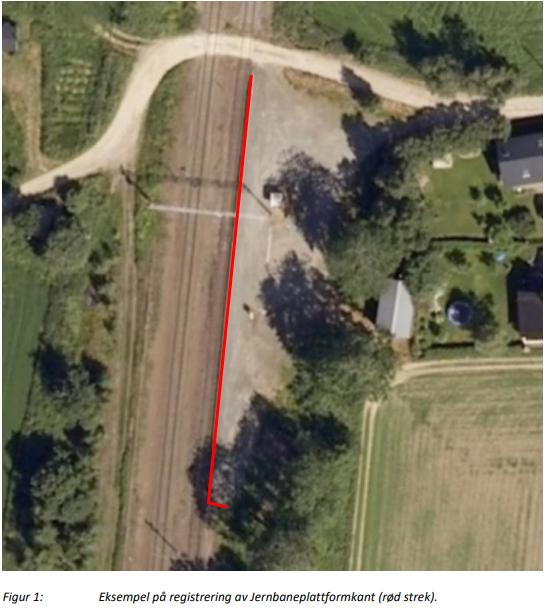 Figur 1: Eksempel på registrering av Jernbaneplattformkant (rød strek).